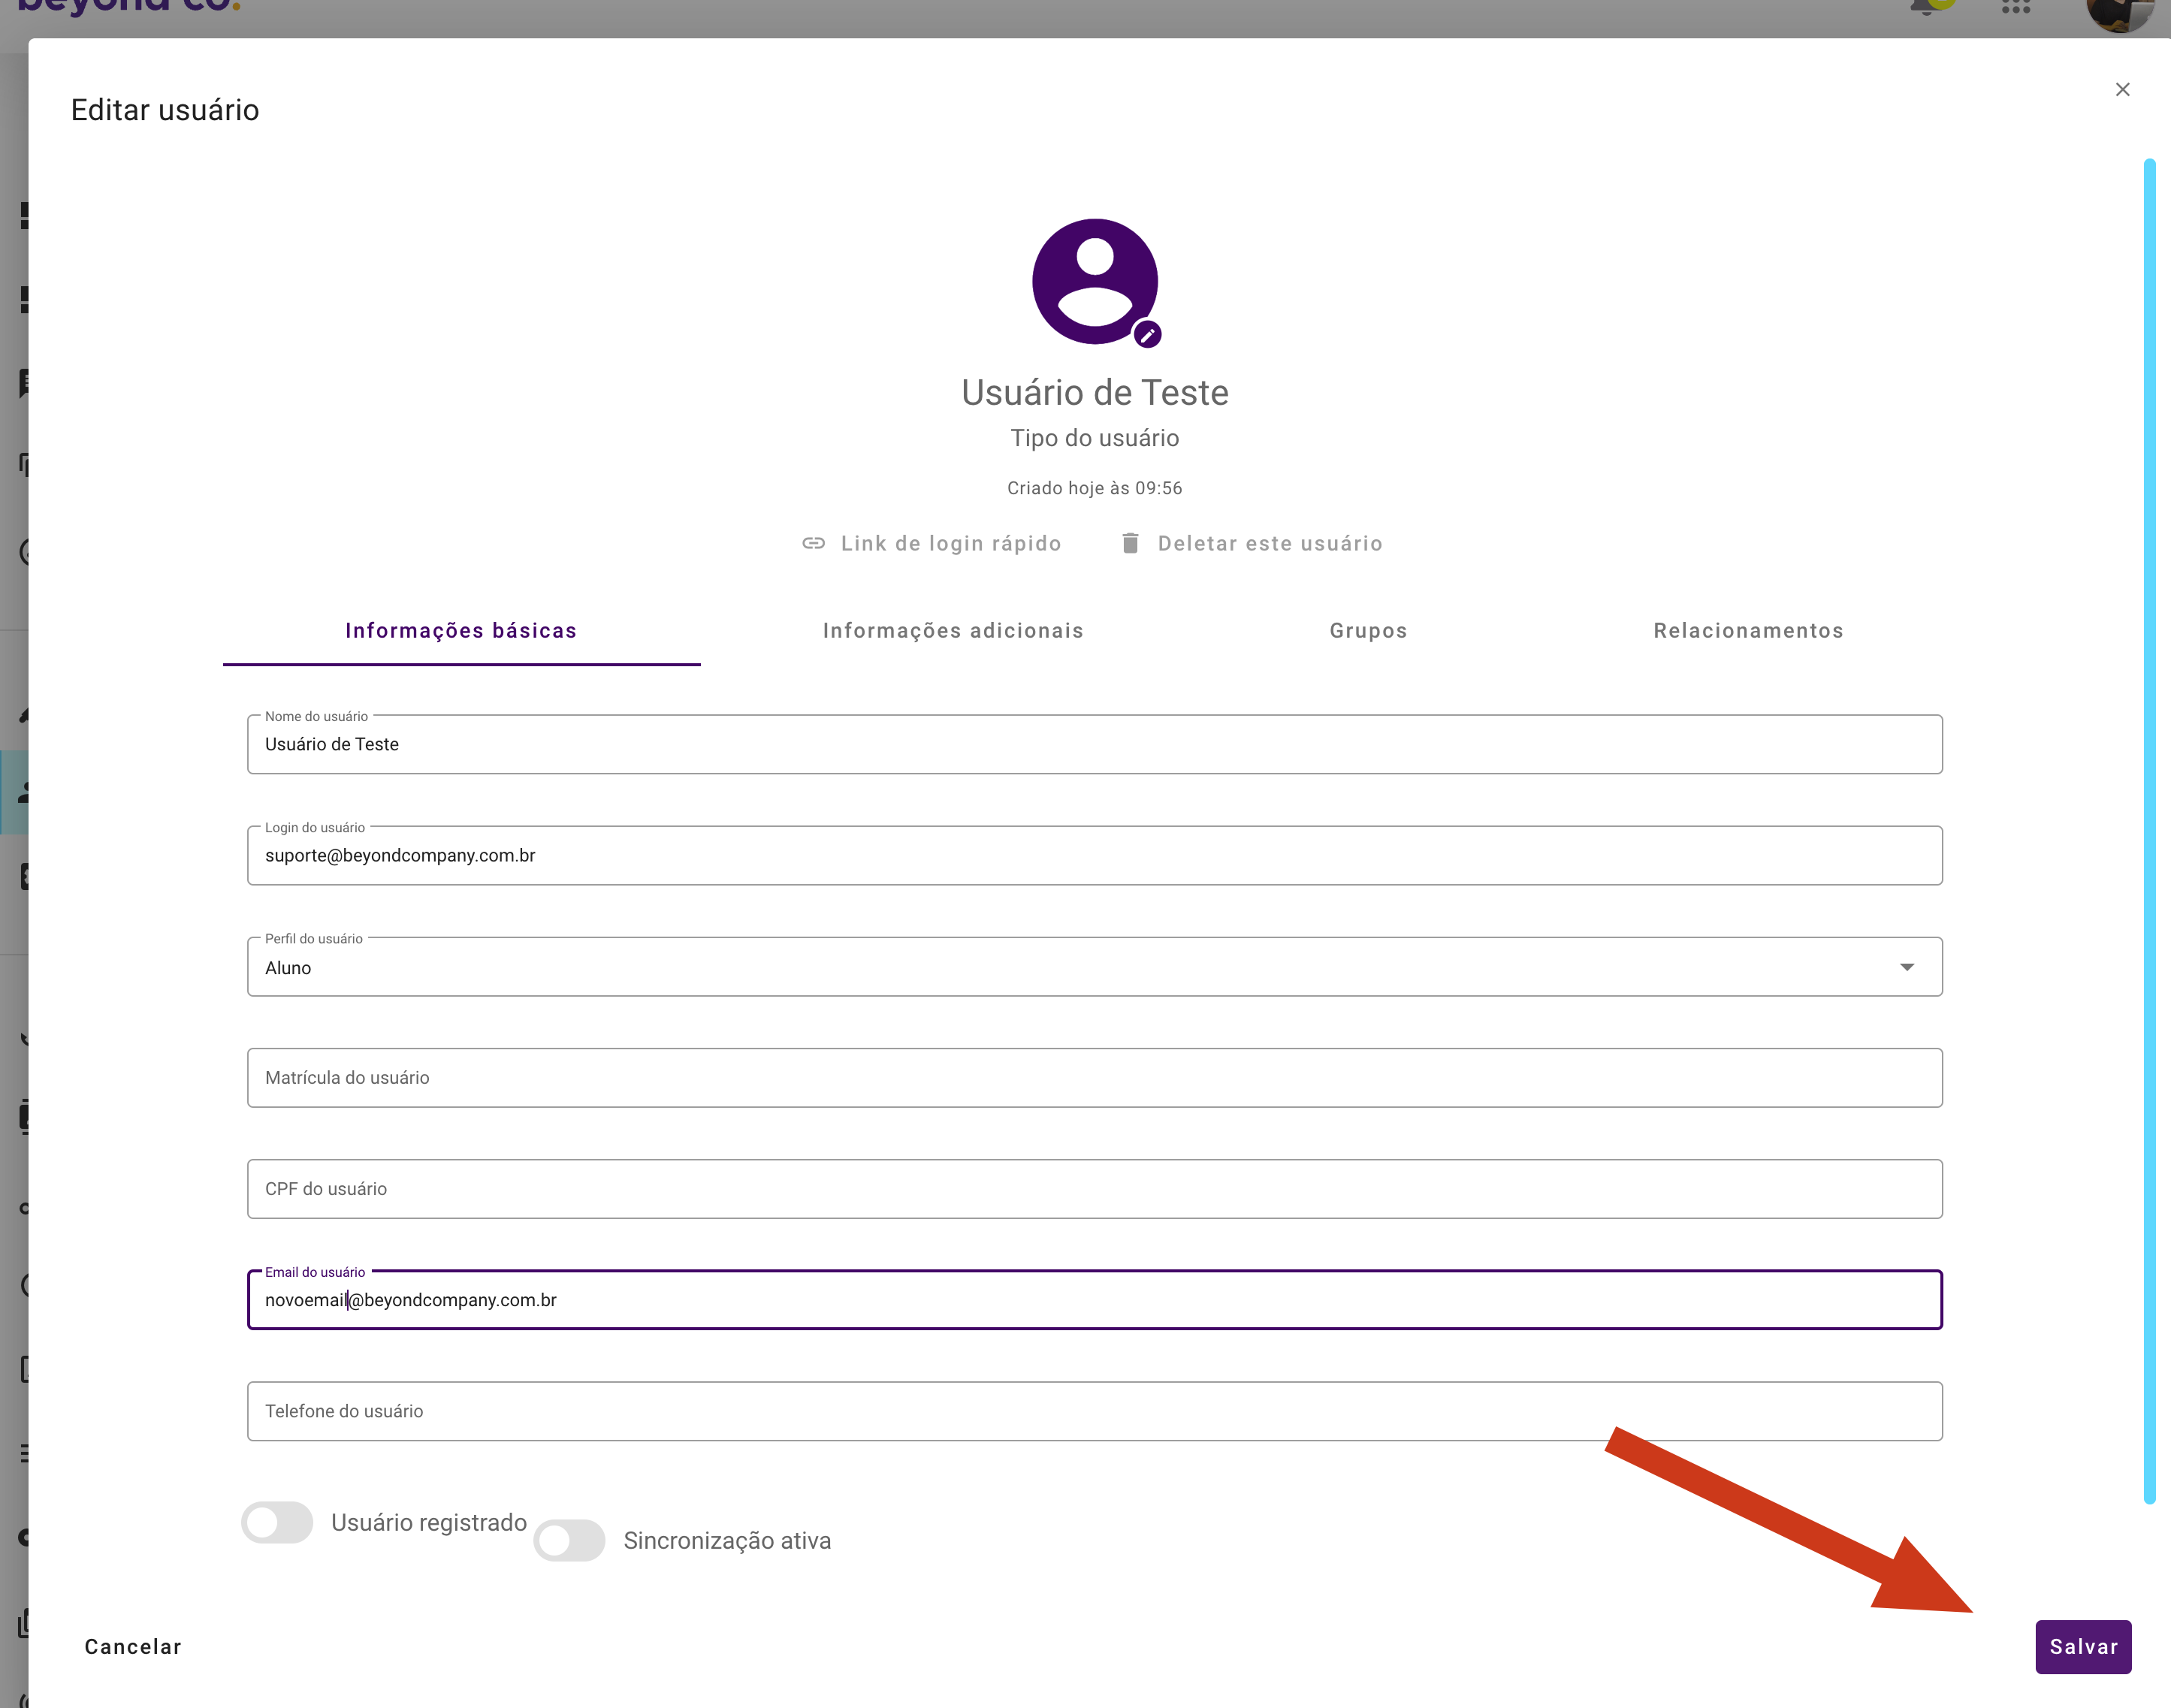 beyond co.
Editar usuário
Usuário de Teste
Tipo do usuário
Criado hoje às 09:56
Link de login rápido Deletar este usuário
Informações básicas Informações adicionais Grupos Relacionamentos
Nome do usuário
Usuário de Teste
Login do usuário
suporte@beyondcompany.com.br
Perfil do usuário
Aluno
Matrícula do usuário
CPF do usuário
Email do usuário
novoemail@beyondcompany.com.br
Telefone do usuário
Usuário registrado
Sincronização ativa
Cancelar Salvar